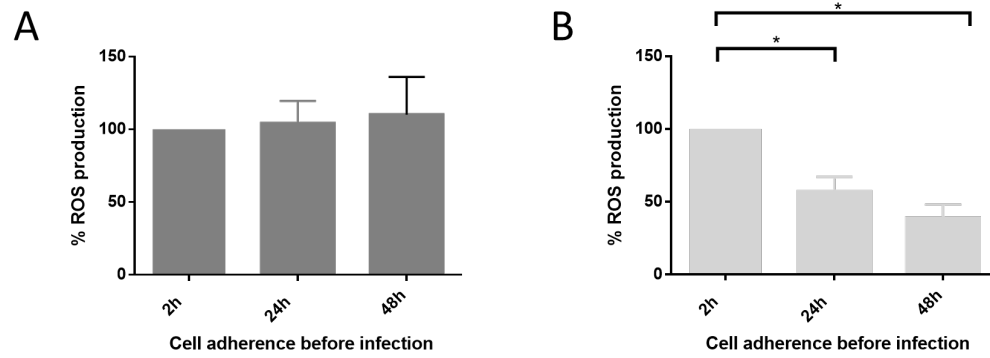 A
150
100
50
0
% ROS production
2h
24h
48h
Cell adherence before infection
B
*
*
150
100
50
0
% ROS production
2h
24h
48h
Cell adherence before infection